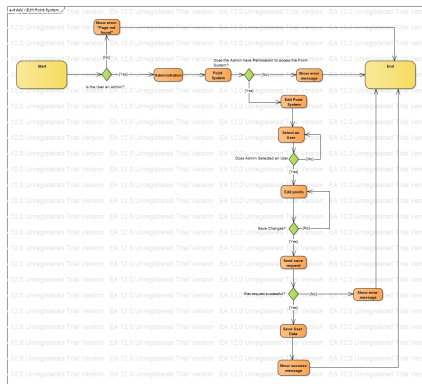 act Add / Edit Point System
Show error
"Page not
found"
[No]
Start
Is the User an Admin?
[Yes]
Administration
Point
System
Does the Admin have Permission to access the Point
System?
[No]
Show error
message
End
[Yes]
Edit Point
System
Select an
User
Does Admin Selected an User
[No]
[Yes]
Edit points
Save Changes?
[No]
[Yes]
Send save
request
Was request successful?
[No]
Show error
message
[Yes]
Save User
Data
Show success
message
EA 12.0 Unregistered Trial Version